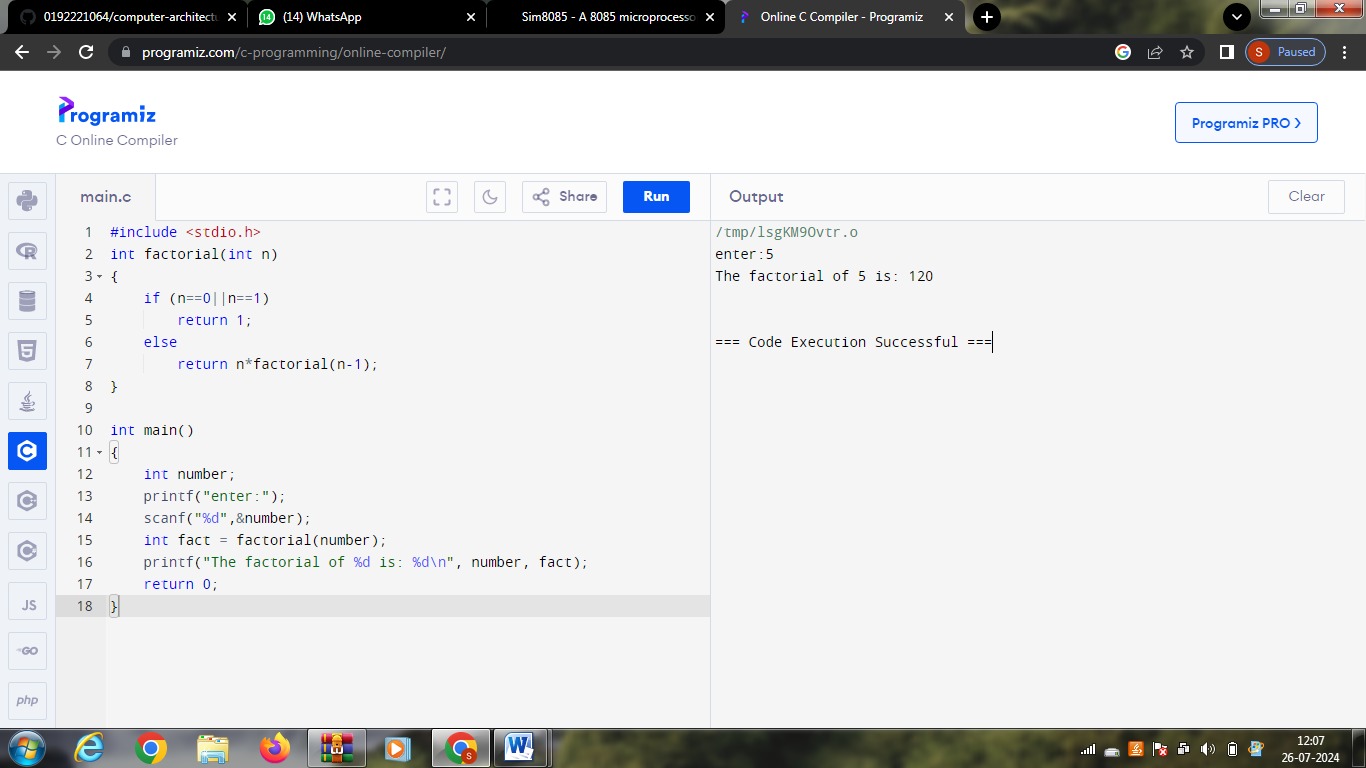 0192221064/computer-architectu
(14) WhatsApp
Sim8085 - A 8085 microprocesso
Online C Compiler - Programiz
programiz.com/c-programming/online-compiler/
S Paused
Programiz
C Online Compiler
Programiz PRO >
main.c
Share
Run
Output
Clear
1 #include <stdio.h>
2 int factorial(int n)
3 {
4 if (n==0||n==1)
5 return 1;
6 else
7 return n*factorial(n-1);
8 }
9
10 int main()
11 {
12 int number;
13 printf("enter:");
14 scanf("%d",&number);
15 int fact = factorial(number);
16 printf("The factorial of %d is: %d\n", number, fact);
17 return 0;
18 }
/tmp/lsgKM9Ovtr.o
enter:5
The factorial of 5 is: 120
=== Code Execution Successful ===
JS
GO
php
12:07
26-07-2024